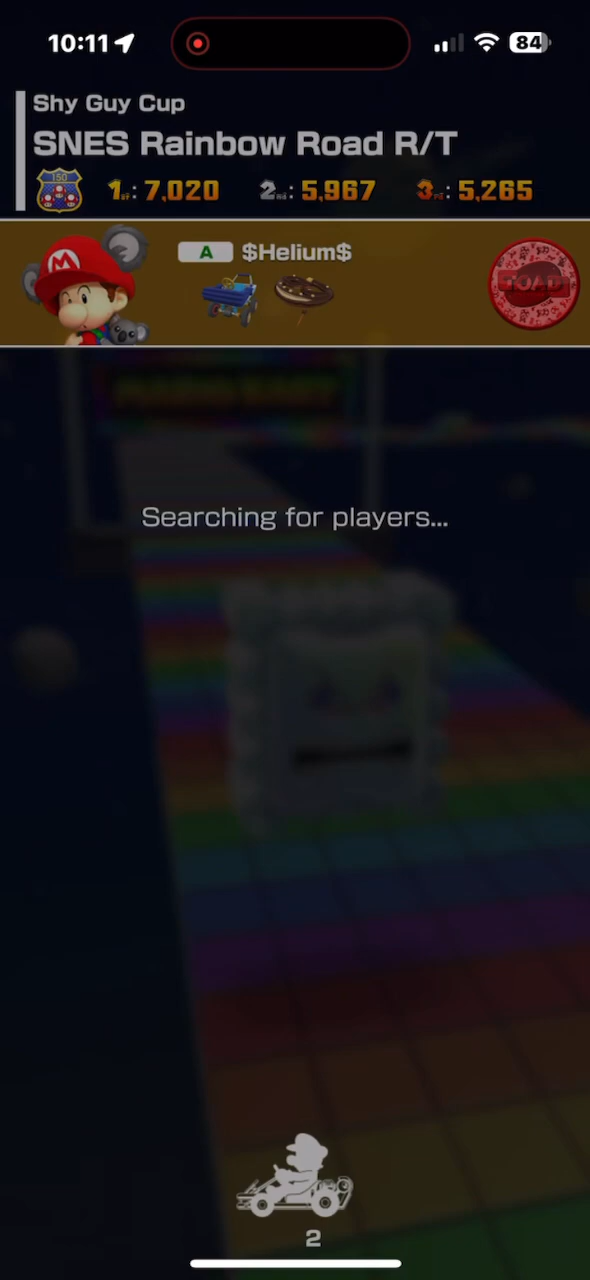 10:11
84
Shy Guy Cup
SNES Rainbow Road R/T
150
1st: 7,020 2nd: 5,967 3rd: 5,265
M
A $Helium$
TOAD
Searching for players...
2